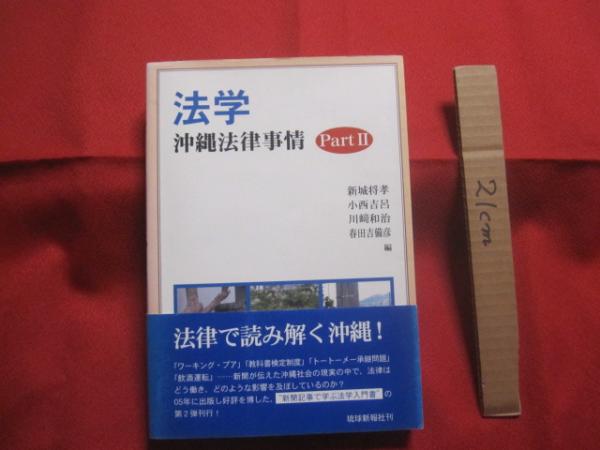 法学
沖縄法律事情 Part II
新城将孝
小西吉呂
川﨑和治
春田吉備彦
編
法律で読み解く沖縄！
「ワーキング・プア」「教科書検定制度」「トートーメー承継問題」
「飲酒運転」……新聞が伝えた沖縄社会の現実の中で、法律は
どう働き、どのような影響を及ぼしているのか？
05年に出版し好評を博した、“新聞記事で学ぶ法学入門書”の
第2弾刊行！
琉球新報社刊
21cm